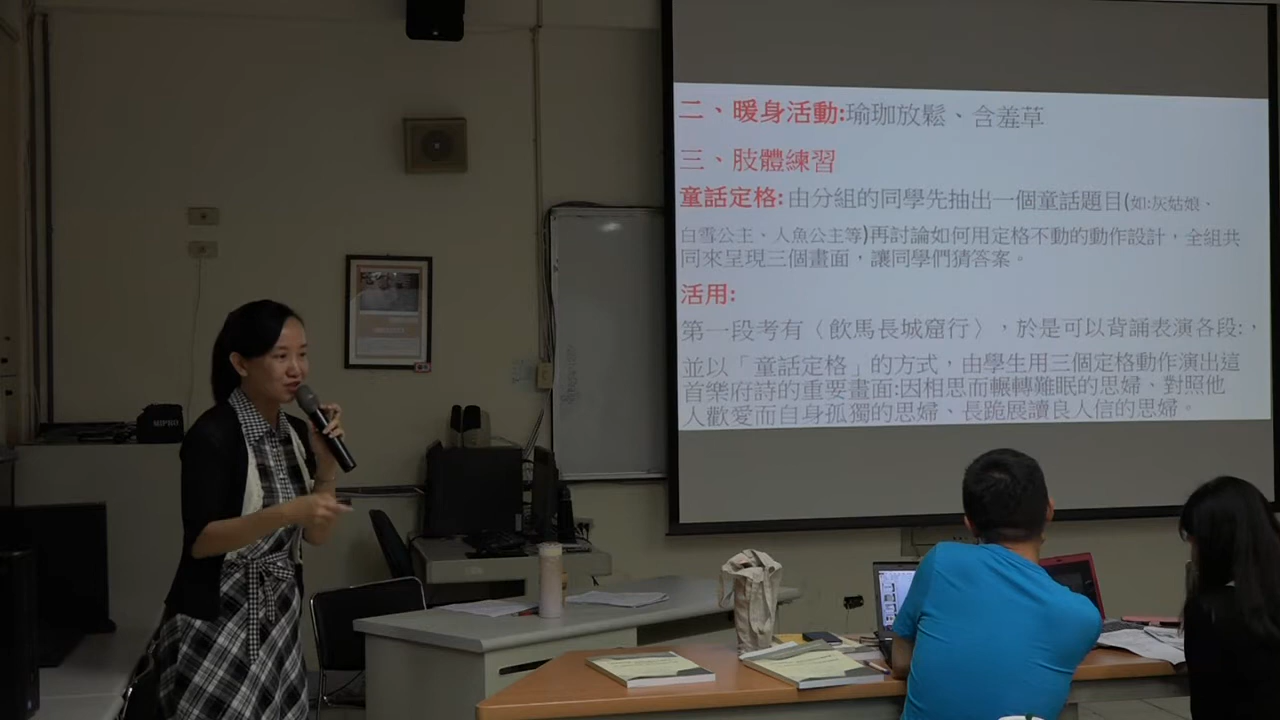 二、暖身活動:瑜珈放鬆、含羞草
三、肢體練習
童話定格: 由分組的同學先抽出一個童話題目(如:灰姑娘、
白雪公主、人魚公主等)再討論如何用定格不動的動作設計，全組共
同來呈現三個畫面，讓同學們猜答案。
活用:
第一段考有〈飲馬長城窟行〉，於是可以背誦表演各段:，
並以「童話定格」的方式，由學生用三個定格動作演出這
首樂府詩的重要畫面:因相思而輾轉難眠的思婦、對照他
人歡愛而自身孤獨的思婦、長跪展讀良人信的思婦。
MIPRO